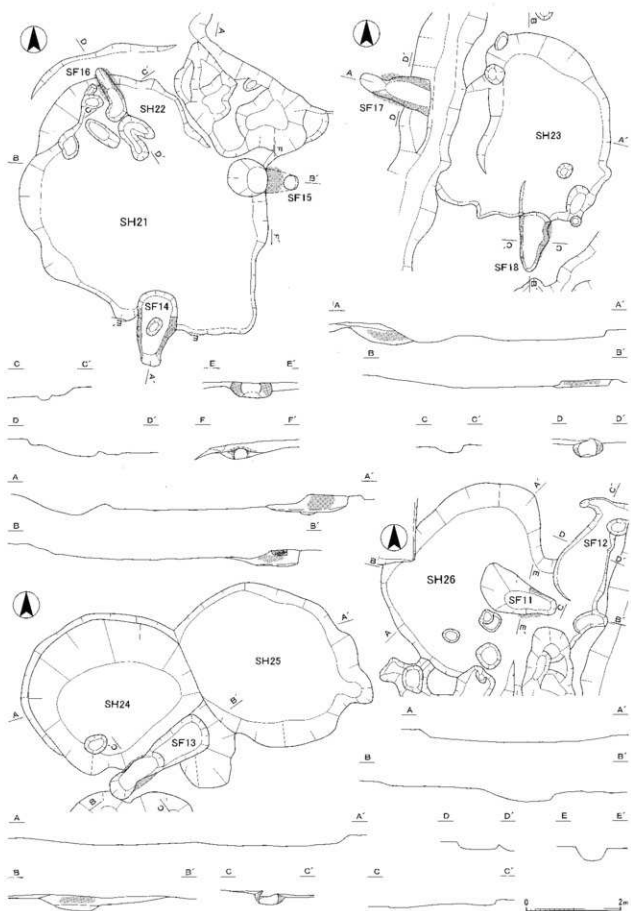 SF16
SH22
SH21
SF15
SF14
A
A'
B
B'
C
C'
D
D'
E
E'
F
F'
C C'
E E'
D D'
F F'
A A'
B B'
SF17
SH23
SF18
A
A'
B
B'
C
C'
D
D'
A A'
B B'
C C'
D D'
SH24
SH25
SF13
A
A'
B
B'
C
C'
A A'
B B'
C C'
SF12
SH26
SF11
A
A'
B
B'
C
C'
D
D'
E
E'
A A'
B B'
D D'
E E'
C C'
0 2m